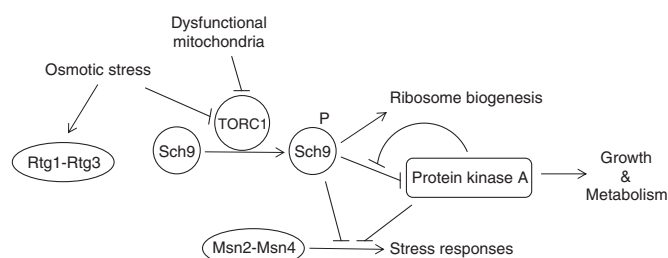 Dysfunctional
mitochondria
Osmotic stress
TORC1
P
Ribosome biogenesis
Rtg1-Rtg3
Sch9
Sch9
Protein kinase A
Growth
&
Metabolism
Msn2-Msn4
Stress responses